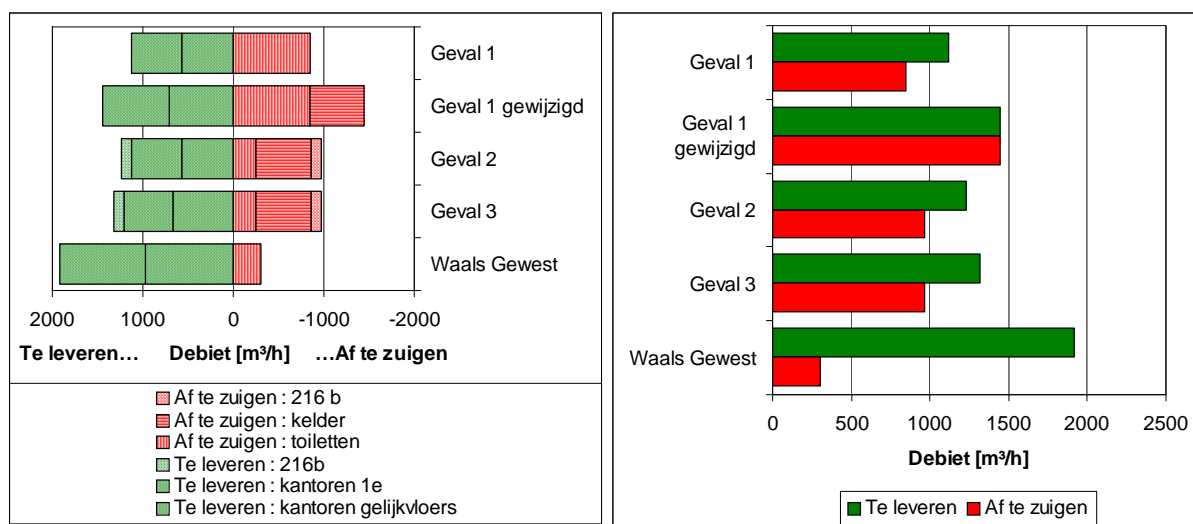 Geval 1
Geval 1 gewijzigd
Geval 2
Geval 3
Waals Gewest
2000 1000 0 -1000 -2000
Te leveren… Debiet [m³/h] …Af te zuigen
Af te zuigen : 216 b
Af te zuigen : kelder
Af te zuigen : toiletten
Te leveren : 216b
Te leveren : kantoren 1e
Te leveren : kantoren gelijkvloers
Geval 1
Geval 1
gewijzigd
Geval 2
Geval 3
Waals Gewest
0 500 1000 1500 2000 2500
Debiet [m³/h]
Te leveren Af te zuigen